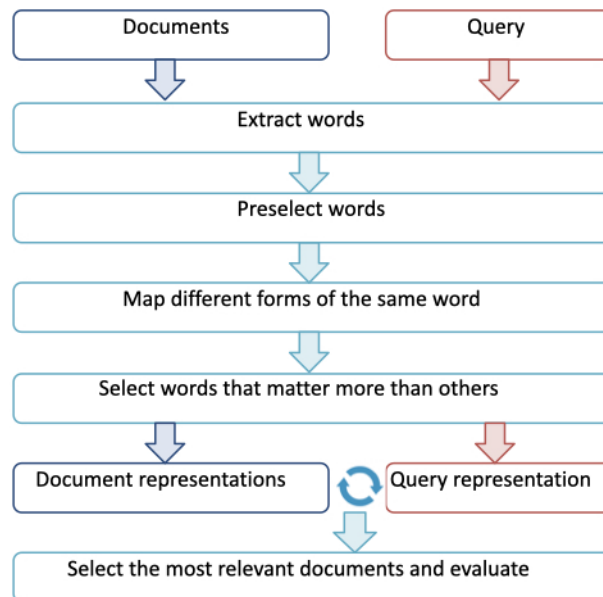 Documents
Query
Extract words
Preselect words
Map different forms of the same word
Select words that matter more than others
Document representations
Query representation
Select the most relevant documents and evaluate